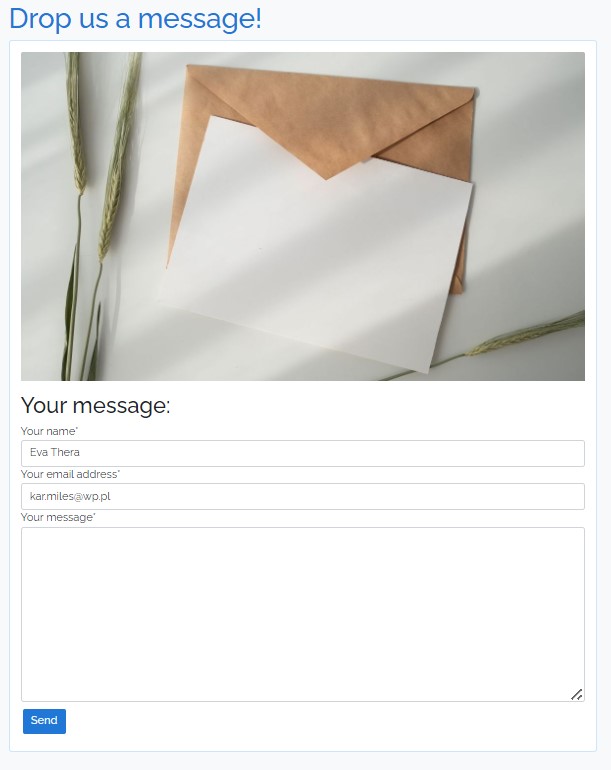 Drop us a message!
Your message:
Your name*
Eva Thera
Your email address*
kar.miles@wp.pl
Your message*
Send